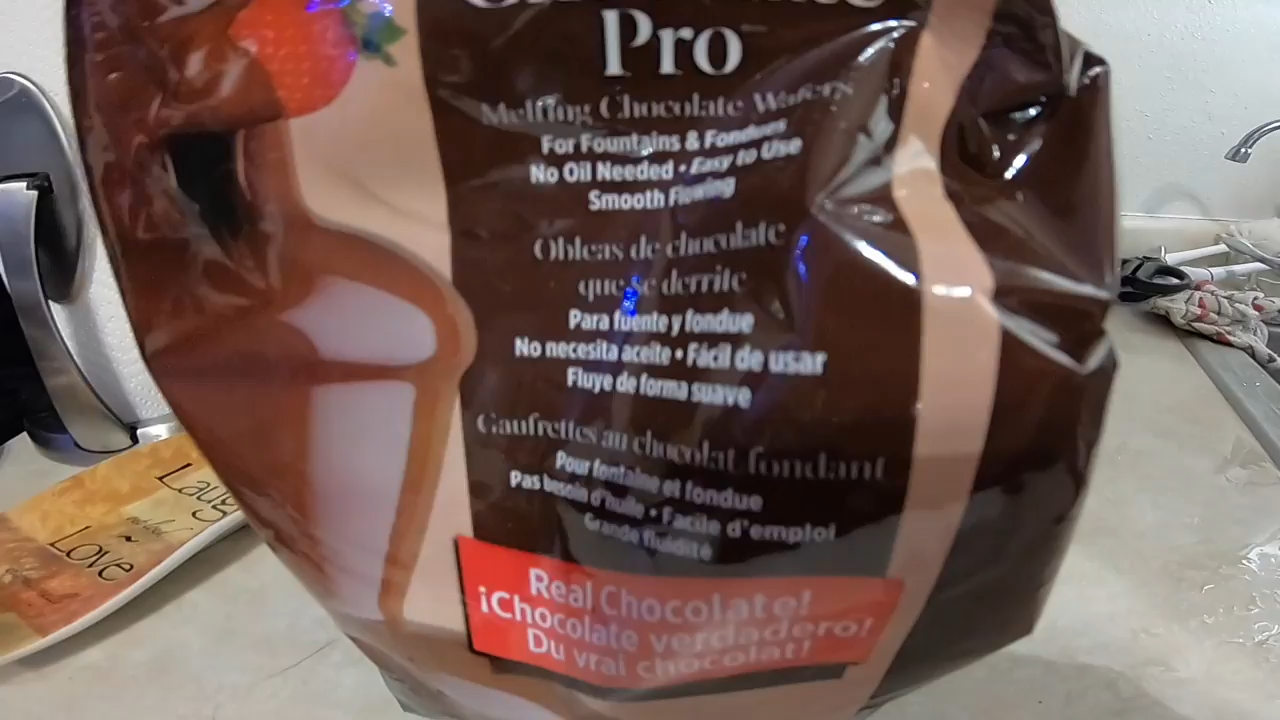 Pro
Melting Chocolate Wafers
For Fountains & Fondues
No Oil Needed • Easy to Use
Smooth Flowing
Obleas de chocolate
que se derrite
Para fuente y fondue
No necesita aceite • Fácil de usar
Fluye de forma suave
Gaufrettes au chocolat fondant
Pour fontaine et fondue
Pas besoin d'huile • Facile d'emploi
Grande fluidité
Real Chocolate!
¡Chocolate verdadero!
Du vrai chocolat!
Laugh
~
Love